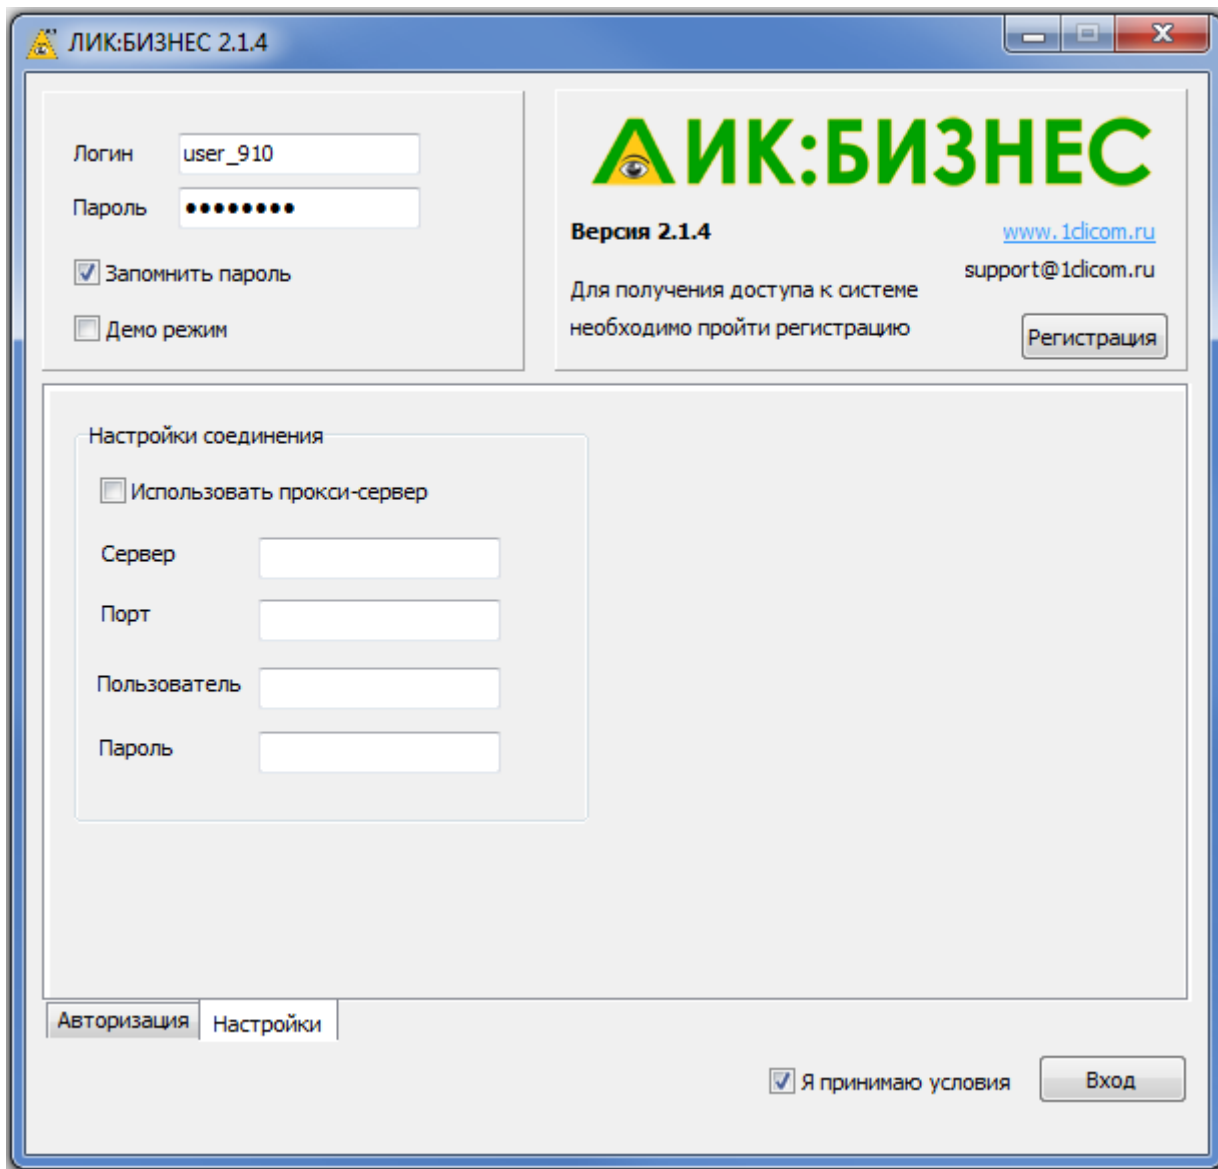 ЛИК:БИЗНЕС 2.1.4
Логин user_910
Пароль ••••••••
Запомнить пароль
Демо режим
ЛИК:БИЗНЕС
Версия 2.1.4 www.1clicom.ru
support@1clicom.ru
Для получения доступа к системе
необходимо пройти регистрацию
Регистрация
Настройки соединения
Использовать прокси-сервер
Сервер
Порт
Пользователь
Пароль
Авторизация Настройки
Я принимаю условия Вход